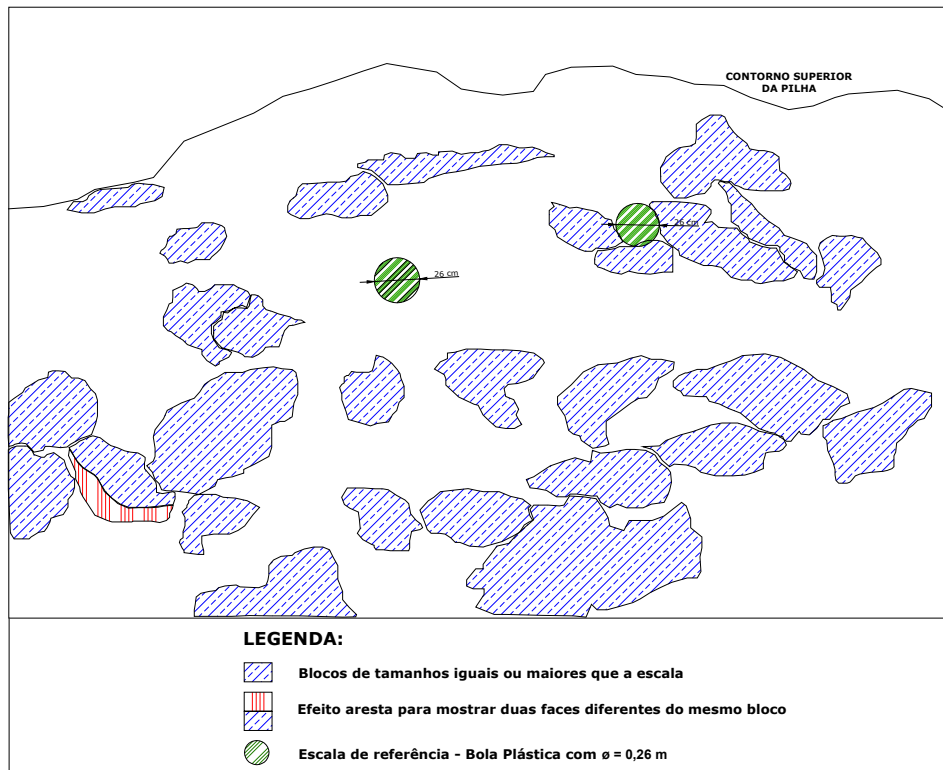 CONTORNO SUPERIOR
DA PILHA
26 cm
26 cm
LEGENDA:
Blocos de tamanhos iguais ou maiores que a escala
Efeito aresta para mostrar duas faces diferentes do mesmo bloco
Escala de referência - Bola Plástica com ø = 0,26 m